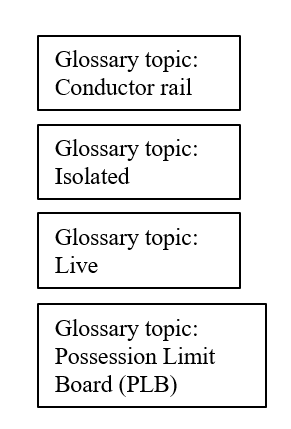 Glossary topic:
Conductor rail
Glossary topic:
Isolated
Glossary topic:
Live
Glossary topic:
Possession Limit
Board (PLB)